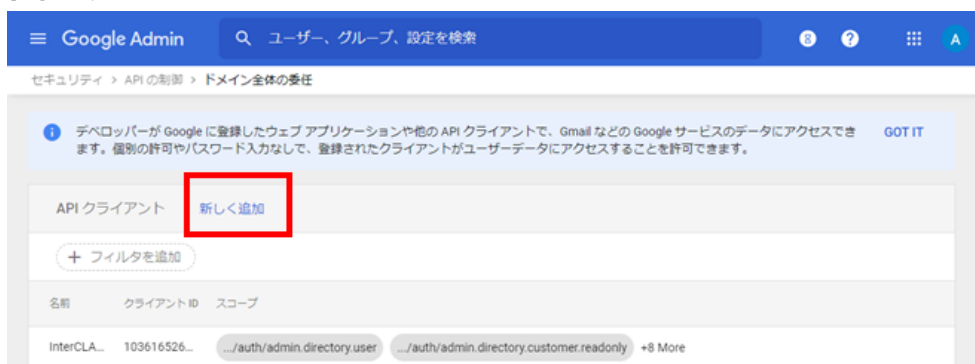 Google Admin
ユーザー、グループ、設定を検索
8
?
A
セキュリティ > API の制御 > ドメイン全体の委任
デベロッパーが Google に登録したウェブ アプリケーションや他の API クライアントで、Gmail などの Google サービスのデータにアクセスでき
ます。個別の許可やパスワード入力なしで、登録されたクライアントがユーザーデータにアクセスすることを許可できます。
GOT IT
API クライアント 新しく追加
+ フィルタを追加
名前 クライアント ID スコープ
InterCLA... 103616526... .../auth/admin.directory.user .../auth/admin.directory.customer.readonly +8 More